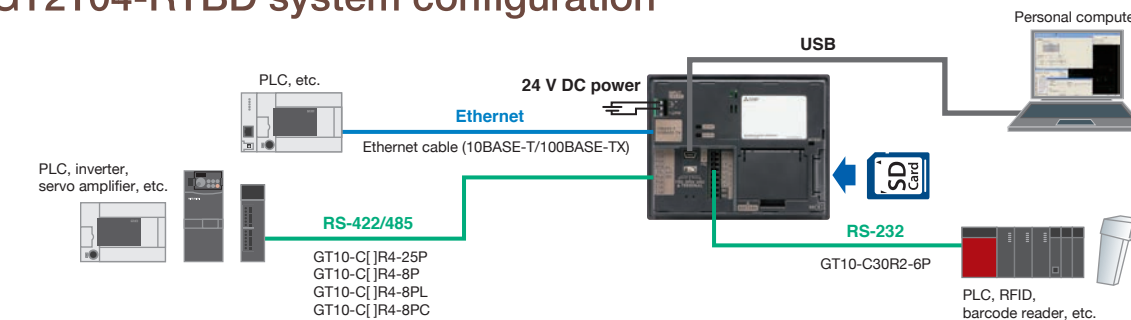 GT2104-RTBD system configuration
Personal compute
USB
PLC, etc.
24 V DC power
Ethernet
Ethernet cable (10BASE-T/100BASE-TX)
PLC, inverter,
servo amplifier, etc.
SD
Card
RS-422/485
GT10-C[ ]R4-25P
GT10-C[ ]R4-8P
GT10-C[ ]R4-8PL
GT10-C[ ]R4-8PC
RS-232
GT10-C30R2-6P
PLC, RFID,
barcode reader, etc.